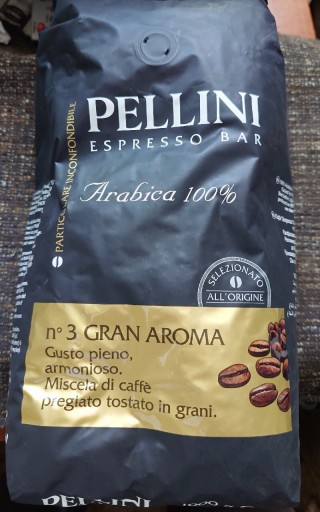 PELLINI
ESPRESSO BAR
Arabica 100%
PARTICOLARE INCONFONDIBILE
SELEZIONATO
ALL'ORIGINE
n° 3 GRAN AROMA
Gusto pieno,
armonioso.
Miscela di caffè
pregiato tostato in grani.
PELLINI